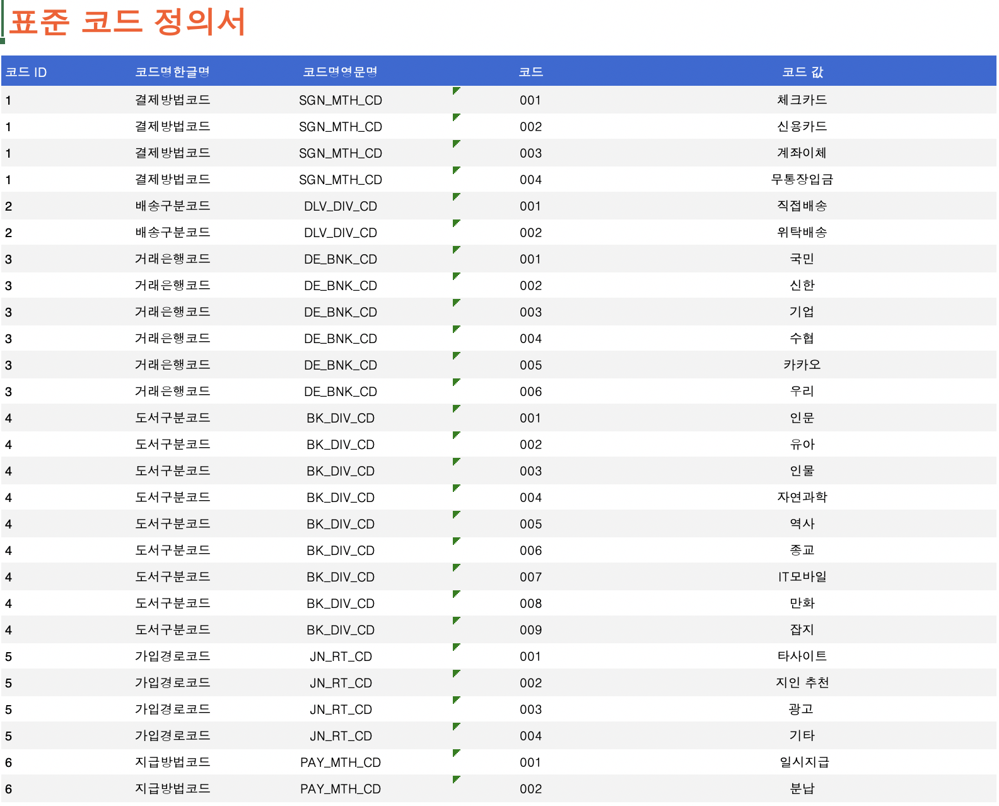 표준 코드 정의서
코드 ID 코드명한글명 코드명영문명 코드 코드 값
1 결제방법코드 SGN_MTH_CD 001 체크카드
1 결제방법코드 SGN_MTH_CD 002 신용카드
1 결제방법코드 SGN_MTH_CD 003 계좌이체
1 결제방법코드 SGN_MTH_CD 004 무통장입금
2 배송구분코드 DLV_DIV_CD 001 직접배송
2 배송구분코드 DLV_DIV_CD 002 위탁배송
3 거래은행코드 DE_BNK_CD 001 국민
3 거래은행코드 DE_BNK_CD 002 신한
3 거래은행코드 DE_BNK_CD 003 기업
3 거래은행코드 DE_BNK_CD 004 수협
3 거래은행코드 DE_BNK_CD 005 카카오
3 거래은행코드 DE_BNK_CD 006 우리
4 도서구분코드 BK_DIV_CD 001 인문
4 도서구분코드 BK_DIV_CD 002 유아
4 도서구분코드 BK_DIV_CD 003 인물
4 도서구분코드 BK_DIV_CD 004 자연과학
4 도서구분코드 BK_DIV_CD 005 역사
4 도서구분코드 BK_DIV_CD 006 종교
4 도서구분코드 BK_DIV_CD 007 IT모바일
4 도서구분코드 BK_DIV_CD 008 만화
4 도서구분코드 BK_DIV_CD 009 잡지
5 가입경로코드 JN_RT_CD 001 타사이트
5 가입경로코드 JN_RT_CD 002 지인 추천
5 가입경로코드 JN_RT_CD 003 광고
5 가입경로코드 JN_RT_CD 004 기타
6 지급방법코드 PAY_MTH_CD 001 일시지급
6 지급방법코드 PAY_MTH_CD 002 분납